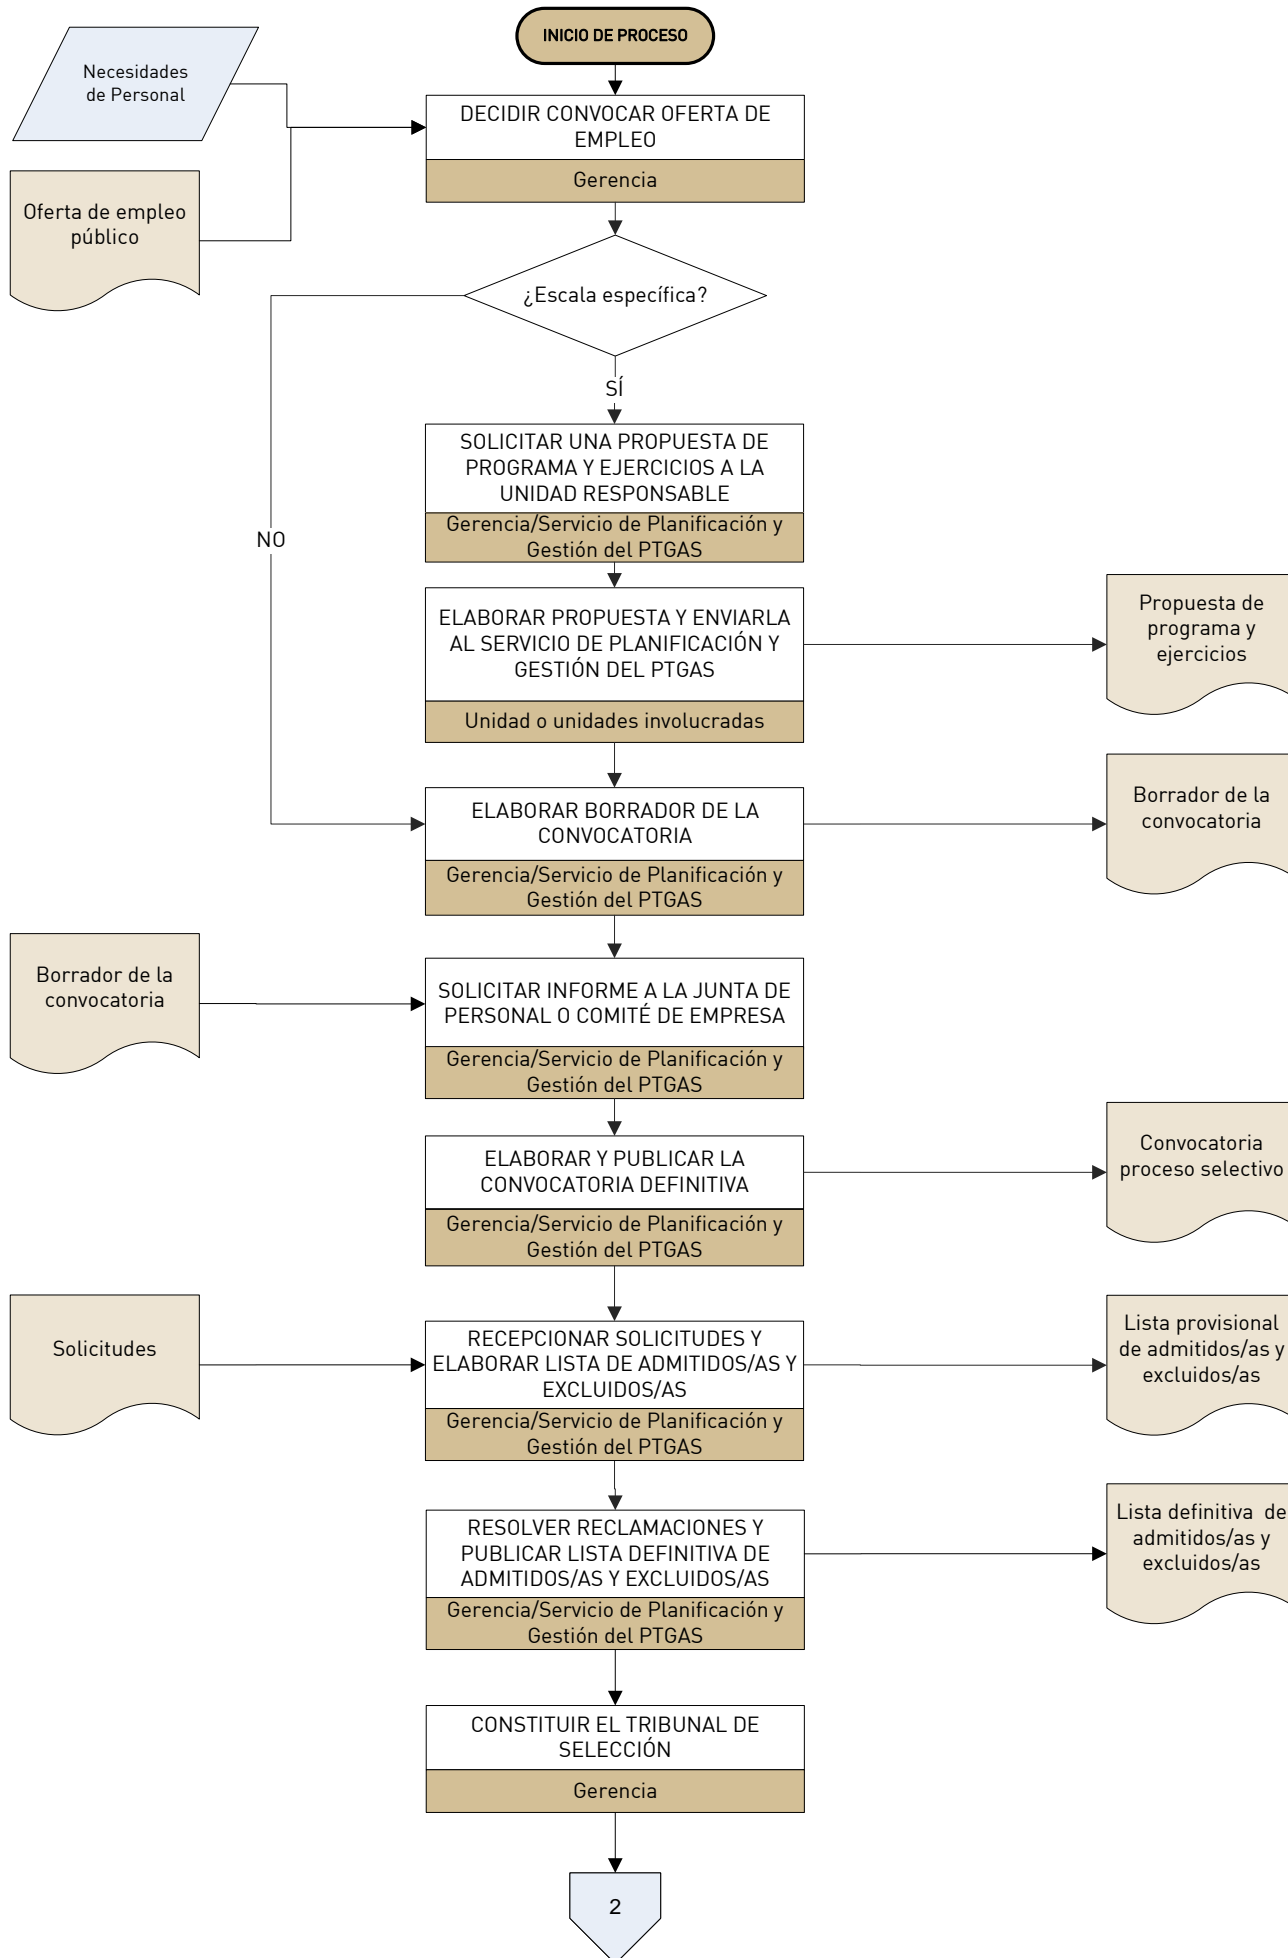 INICIO DE PROCESO
Necesidades
de Personal
DECIDIR CONVOCAR OFERTA DE
EMPLEO
Gerencia
Oferta de empleo
público
¿Escala específica?
SÍ
NO
SOLICITAR UNA PROPUESTA DE
PROGRAMA Y EJERCICIOS A LA
UNIDAD RESPONSABLE
Gerencia/Servicio de Planificación y
Gestión del PTGAS
ELABORAR PROPUESTA Y ENVIARLA
AL SERVICIO DE PLANIFICACIÓN Y
GESTIÓN DEL PTGAS
Unidad o unidades involucradas
Propuesta de
programa y
ejercicios
ELABORAR BORRADOR DE LA
CONVOCATORIA
Gerencia/Servicio de Planificación y
Gestión del PTGAS
Borrador de la
convocatoria
Borrador de la
convocatoria
SOLICITAR INFORME A LA JUNTA DE
PERSONAL O COMITÉ DE EMPRESA
Gerencia/Servicio de Planificación y
Gestión del PTGAS
ELABORAR Y PUBLICAR LA
CONVOCATORIA DEFINITIVA
Gerencia/Servicio de Planificación y
Gestión del PTGAS
Convocatoria
proceso selectivo
Solicitudes
RECEPCIONAR SOLICITUDES Y
ELABORAR LISTA DE ADMITIDOS/AS Y
EXCLUIDOS/AS
Gerencia/Servicio de Planificación y
Gestión del PTGAS
Lista provisional
de admitidos/as y
excluidos/as
RESOLVER RECLAMACIONES Y
PUBLICAR LISTA DEFINITIVA DE
ADMITIDOS/AS Y EXCLUIDOS/AS
Gerencia/Servicio de Planificación y
Gestión del PTGAS
Lista definitiva de
admitidos/as y
excluidos/as
CONSTITUIR EL TRIBUNAL DE
SELECCIÓN
Gerencia
2